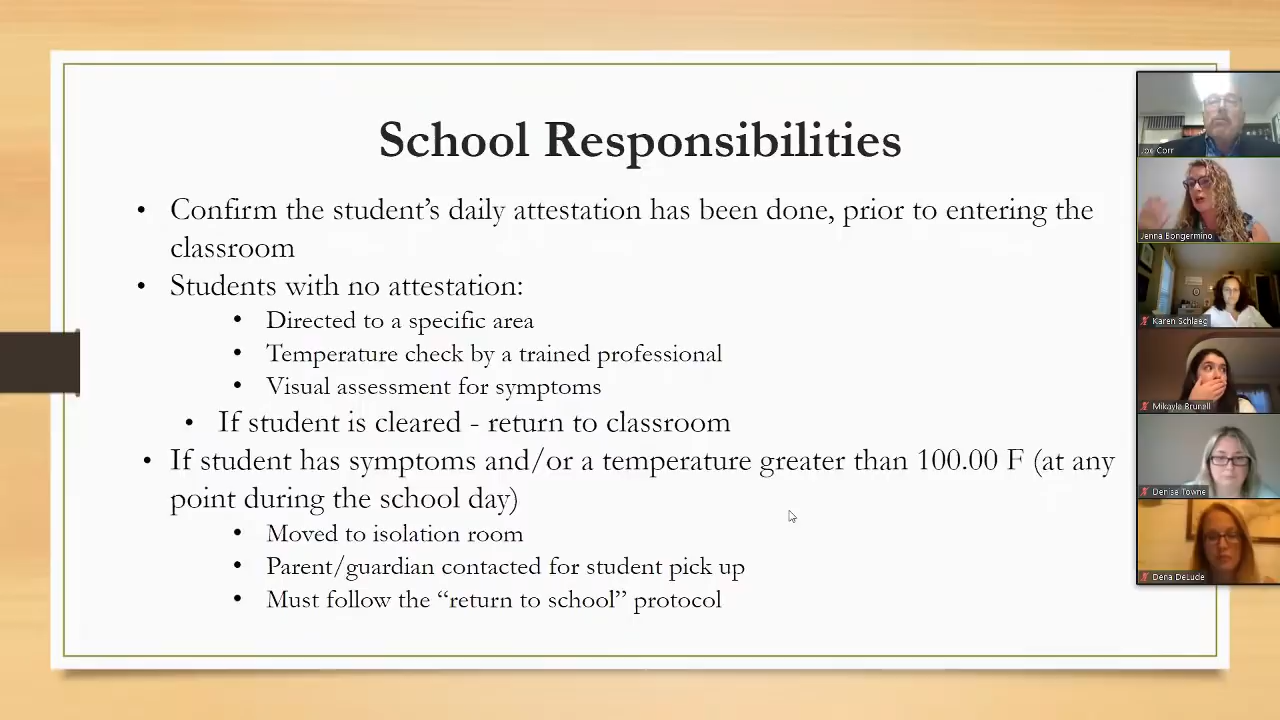 School Responsibilities
• Confirm the student’s daily attestation has been done, prior to entering the
classroom
• Students with no attestation:
• Directed to a specific area
• Temperature check by a trained professional
• Visual assessment for symptoms
• If student is cleared - return to classroom
• If student has symptoms and/or a temperature greater than 100.00 F (at any
point during the school day)
• Moved to isolation room
• Parent/guardian contacted for student pick up
• Must follow the “return to school” protocol
Joe Corr
Jenna Bongermino
Karen Schlaeg
Mikayla Brunell
Denise Towne
Dena DeLude